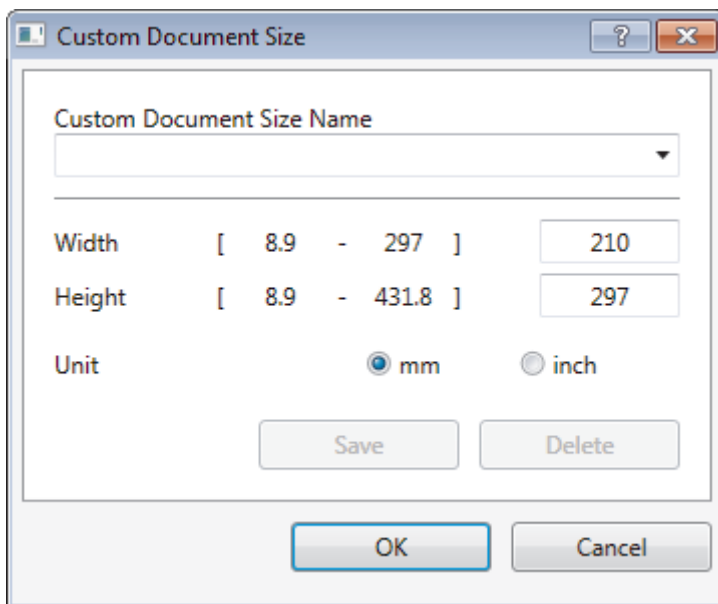 Custom Document Size
Custom Document Size Name
Width [ 8.9 - 297 ] 210
Height [ 8.9 - 431.8 ] 297
Unit mm inch
Save Delete
OK Cancel